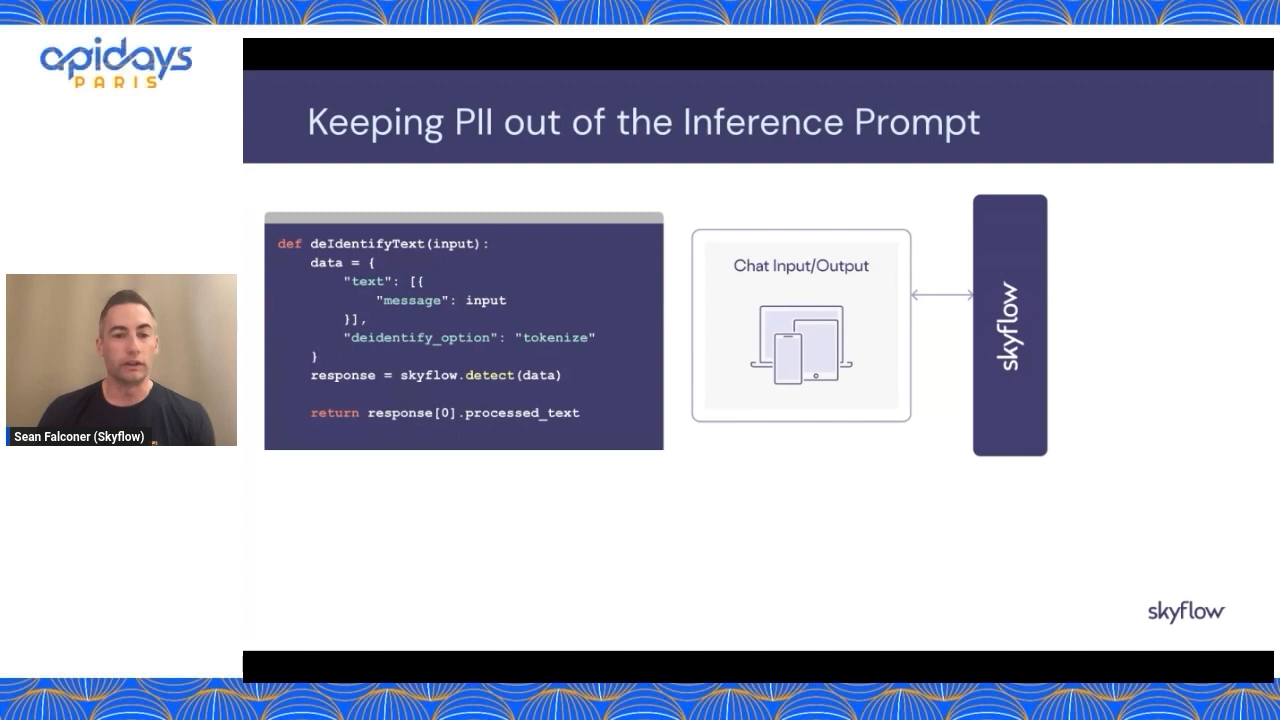 apidays
PARIS
Keeping PII out of the Inference Prompt
def deIdentifyText(input):
    data = {
        "text": [{
            "message": input
        }],
        "deidentify_option": "tokenize"
    }
    response = skyflow.detect(data)
    return response[0].processed_text
Chat Input/Output
skyflow
Sean Falconer (Skyflow)
skyflow